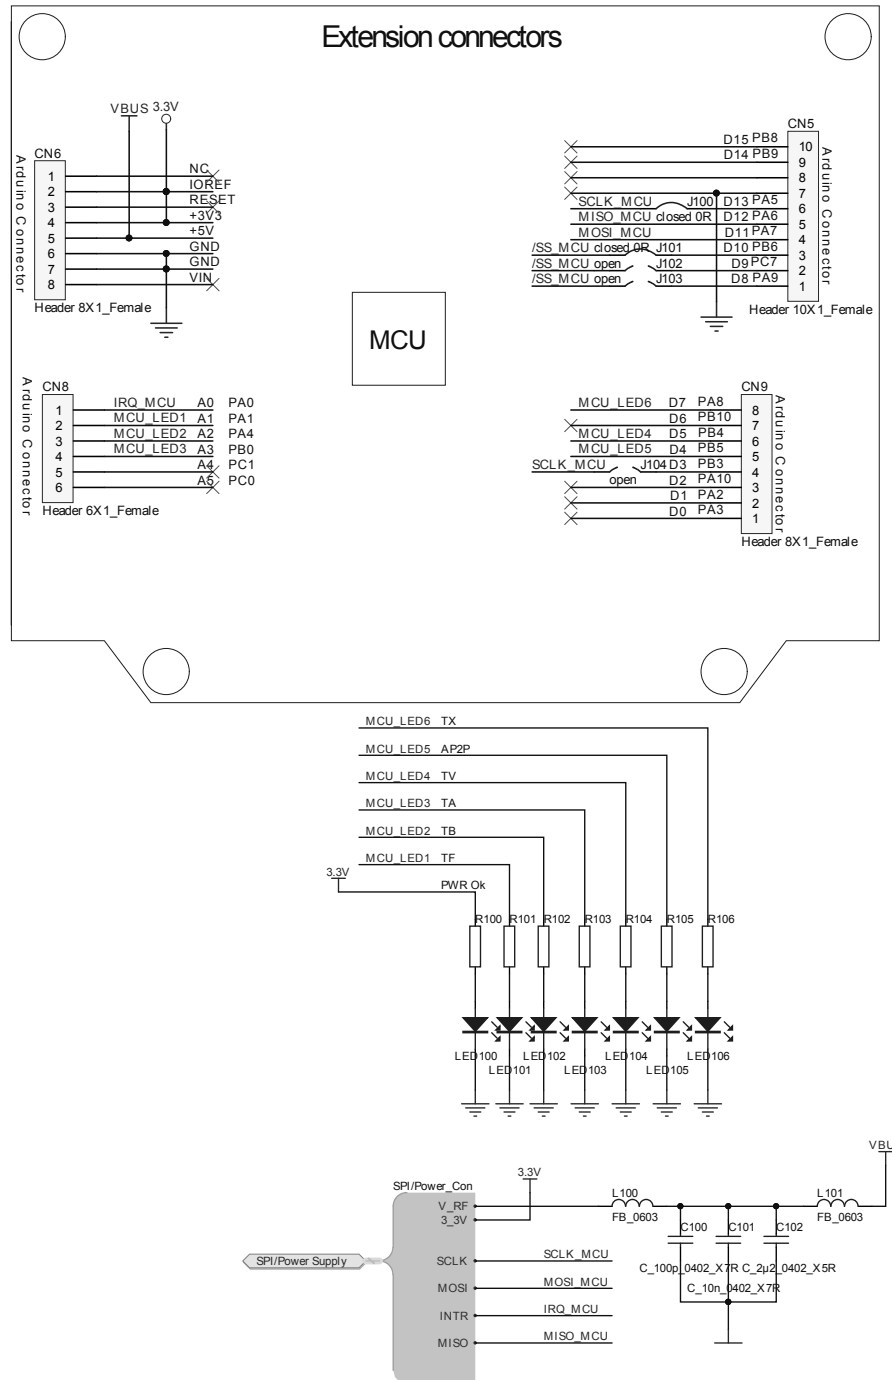 Extension connectors
VBUS 3.3V
CN6
Arduino Connector
1 NC
2 IOREF
3 RESET
4 +3V3
5 +5V
6 GND
7 GND
8 VIN
Header 8X1_Female
CN5
Arduino Connector
D15 PB8 10
D14 PB9 9
8
7
SCLK_MCU J100 D13 PA5 6
MISO_MCU closed 0R D12 PA6 5
MOSI_MCU D11 PA7 4
/SS_MCU closed 0R J101 D10 PB6 3
/SS_MCU open J102 D9 PC7 2
/SS_MCU open J103 D8 PA9 1
Header 10X1_Female
MCU
CN8
Arduino Connector
1 IRQ_MCU A0 PA0
2 MCU_LED1 A1 PA1
3 MCU_LED2 A2 PA4
4 MCU_LED3 A3 PB0
5 A4 PC1
6 A5 PC0
Header 6X1_Female
CN9
Arduino Connector
MCU_LED6 D7 PA8 8
D6 PB10 7
MCU_LED4 D5 PB4 6
MCU_LED5 D4 PB5 5
SCLK_MCU J104 D3 PB3 4
open D2 PA10 3
D1 PA2 2
D0 PA3 1
Header 8X1_Female
MCU_LED6 TX
MCU_LED5 AP2P
MCU_LED4 TV
MCU_LED3 TA
MCU_LED2 TB
MCU_LED1 TF
3.3V
PWR Ok
R100 R101 R102 R103 R104 R105 R106
LED100 LED102 LED104 LED106
LED101 LED103 LED105
VBU
3.3V
SPI/Power_Con
L100 L101
V_RF
FB_0603 FB_0603
3_3V
C100 C101 C102
SPI/Power Supply
SCLK SCLK_MCU
C_100p_0402_X7R C_2µ2_0402_X5R
MOSI MOSI_MCU
C_10n_0402_X7R
INTR IRQ_MCU
MISO MISO_MCU